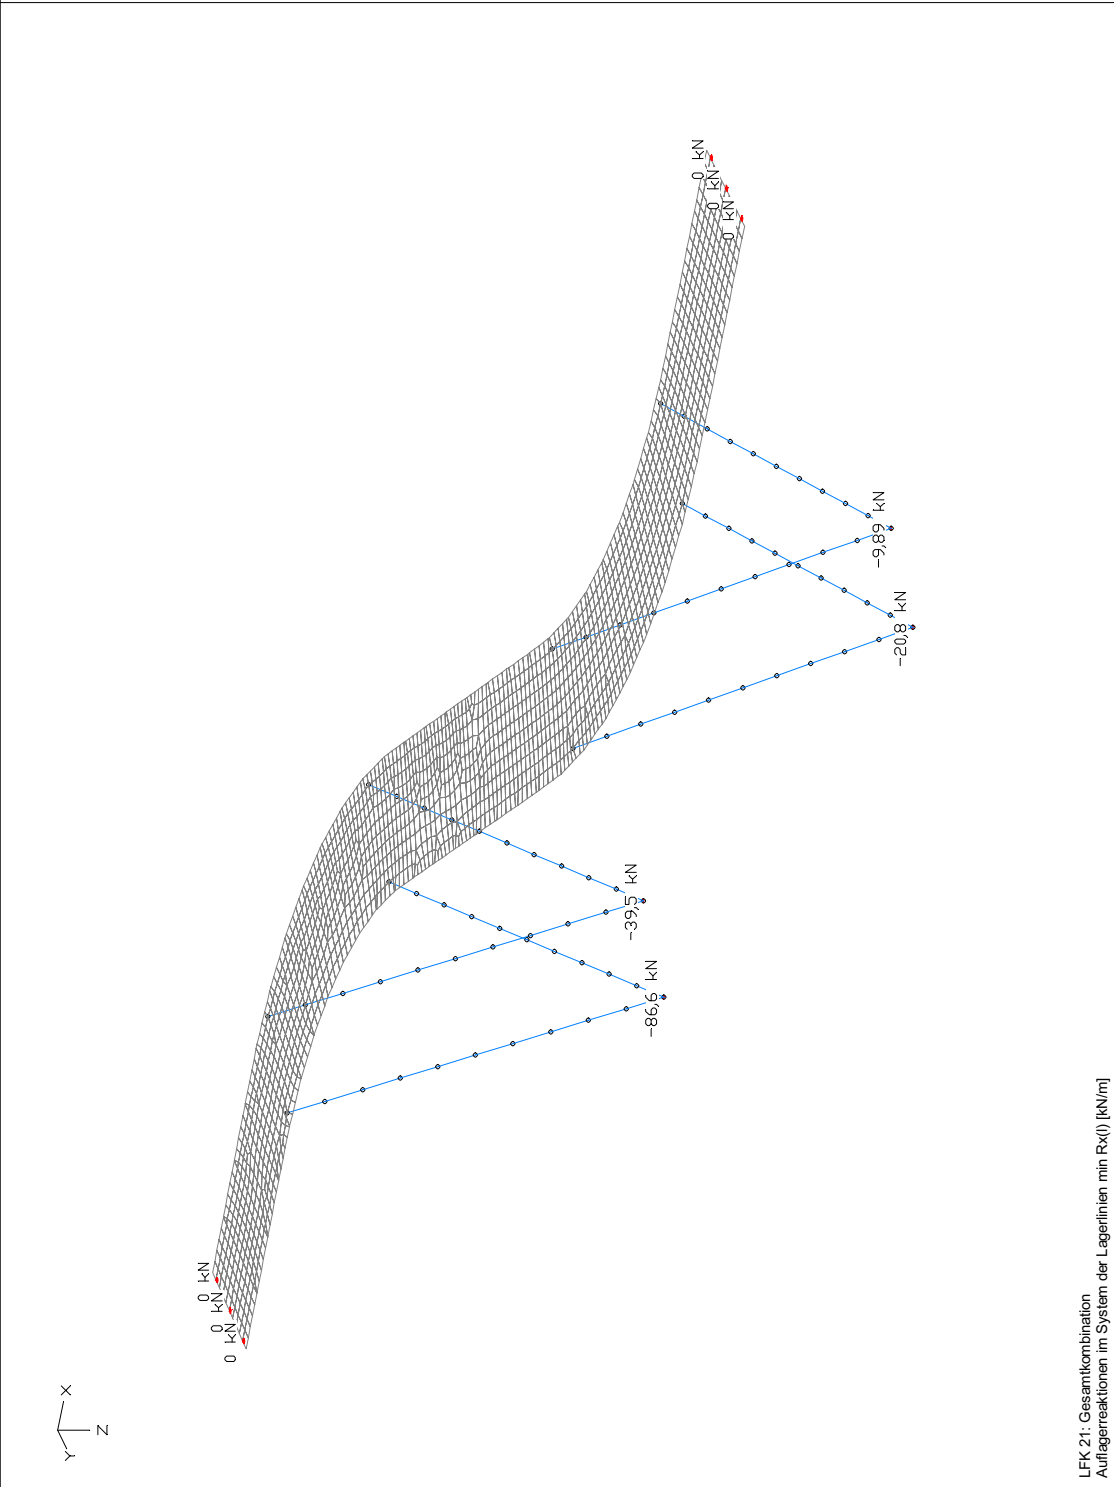 0 kN
0 kN
0 kN
-9,89 kN
-20,8 kN
-39,5 kN
-86,6 kN
0 kN
0 kN
0 kN
X
Y
Z
LFK 21: Gesamtkombination
Auflagerreaktionen im System der Lagerlinien min Rx(l) [kN/m]